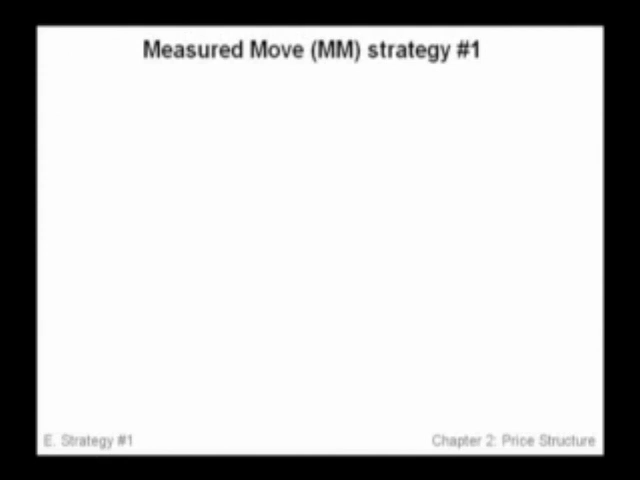 Measured Move (MM) strategy #1
E. Strategy #1
Chapter 2: Price Structure